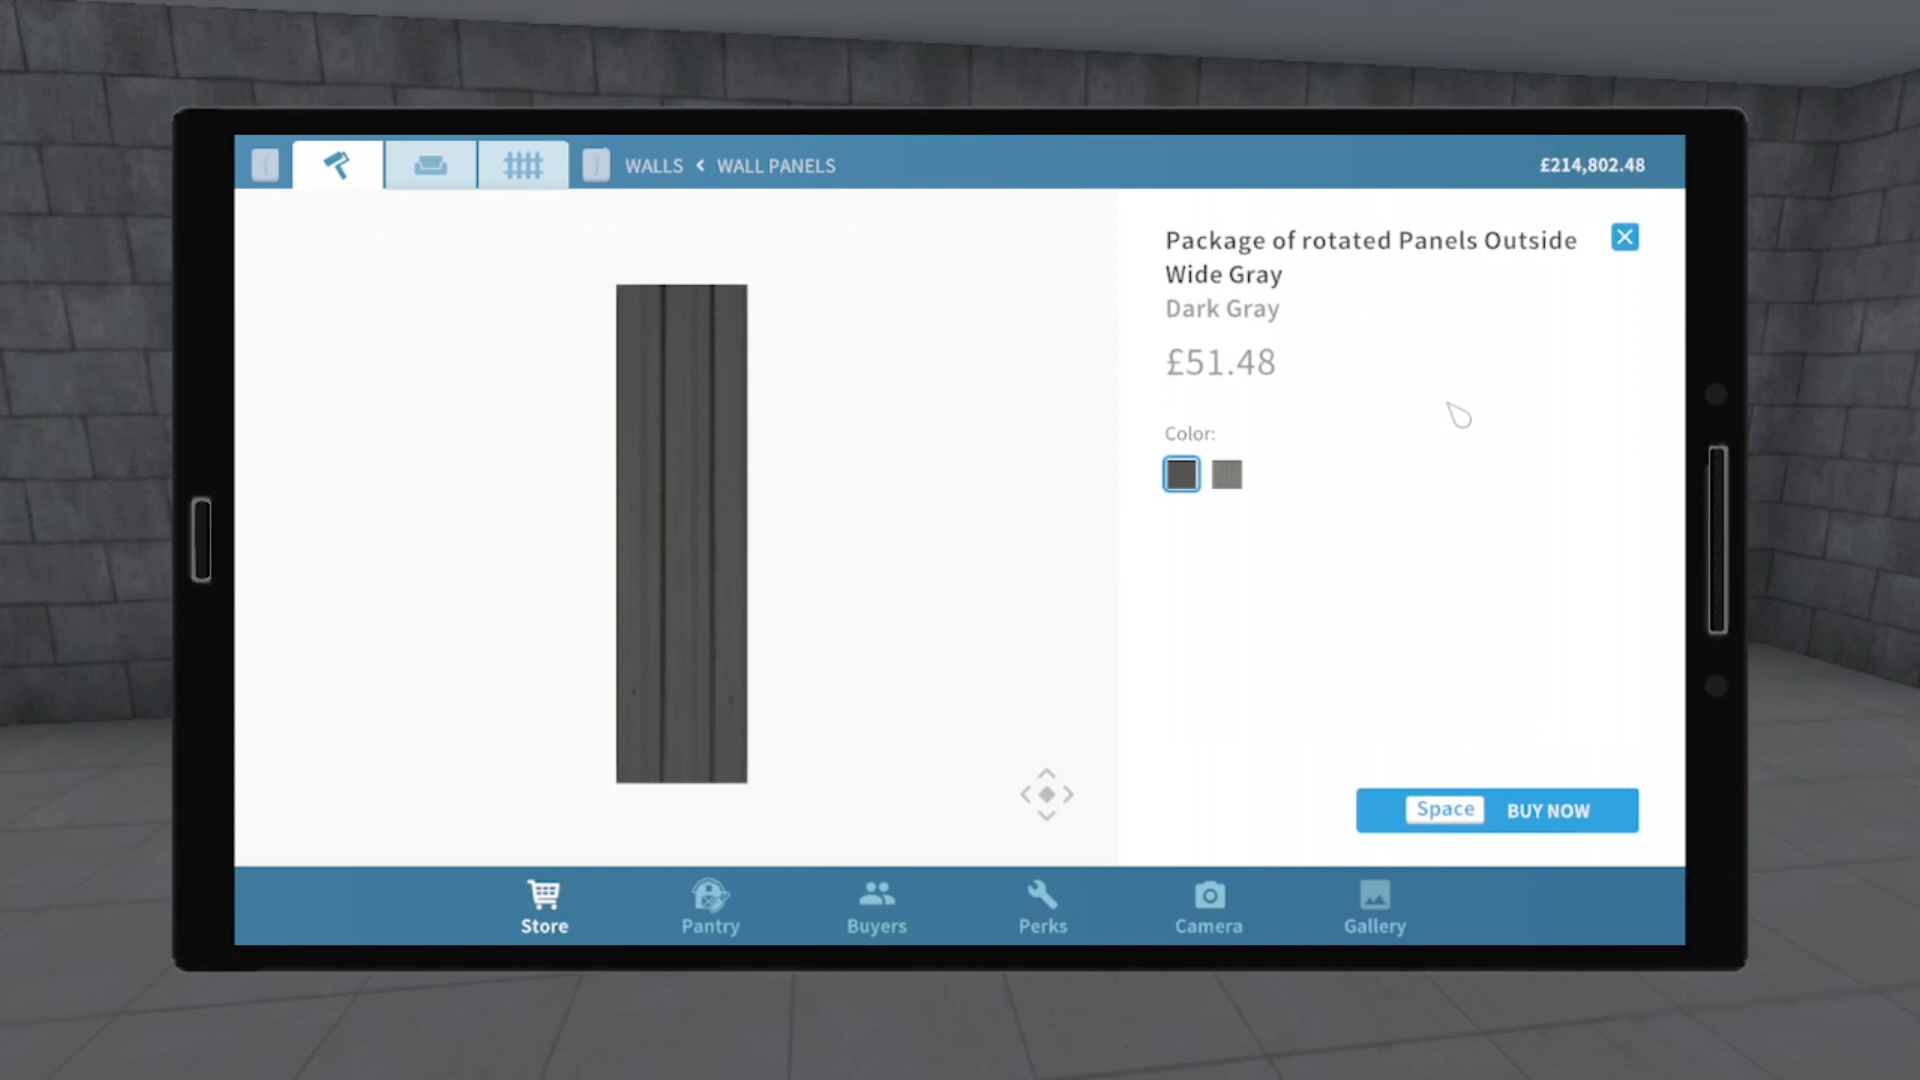 WALLS < WALL PANELS
£214,802.48
Package of rotated Panels Outside
Wide Gray
Dark Gray
£51.48
Color:
Space BUY NOW
Store
Pantry
Buyers
Perks
Camera
Gallery